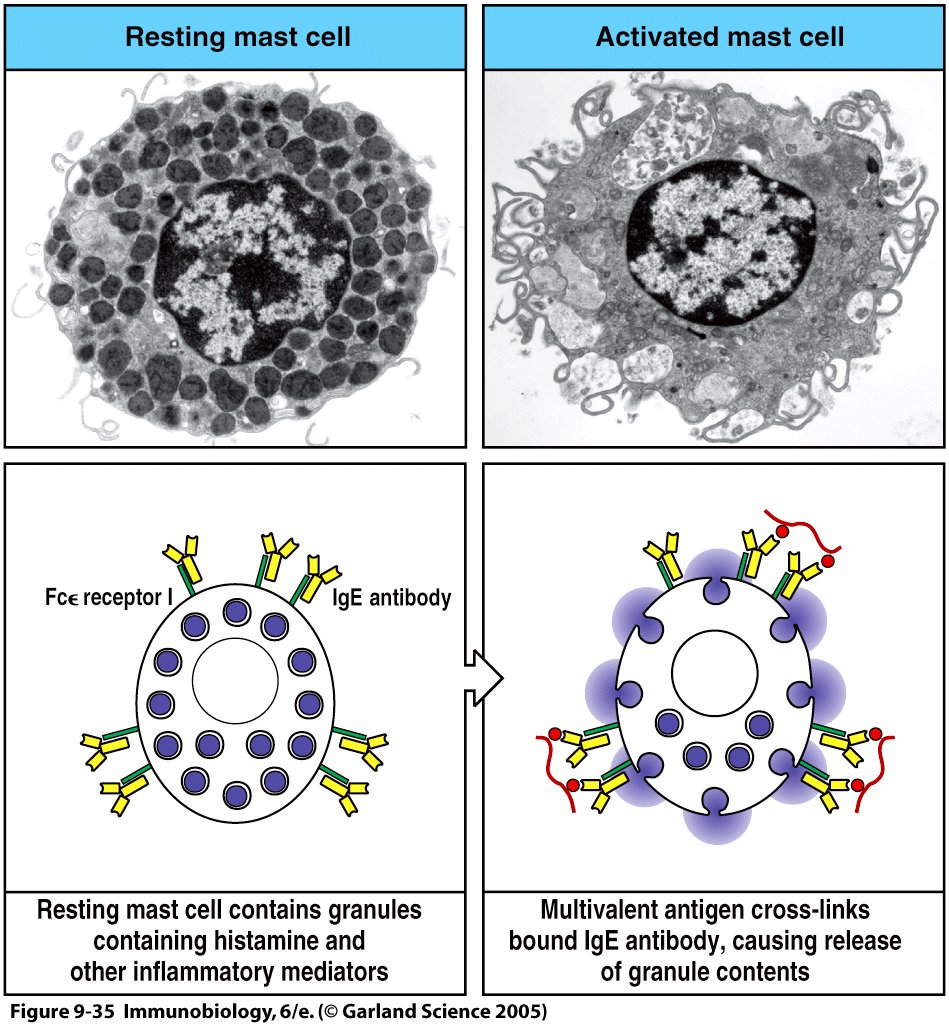 Resting mast cell
Activated mast cell
Fcϵ receptor I
IgE antibody
Resting mast cell contains granules
containing histamine and
other inflammatory mediators
Multivalent antigen cross-links
bound IgE antibody, causing release
of granule contents
Figure 9-35 Immunobiology, 6/e. (© Garland Science 2005)